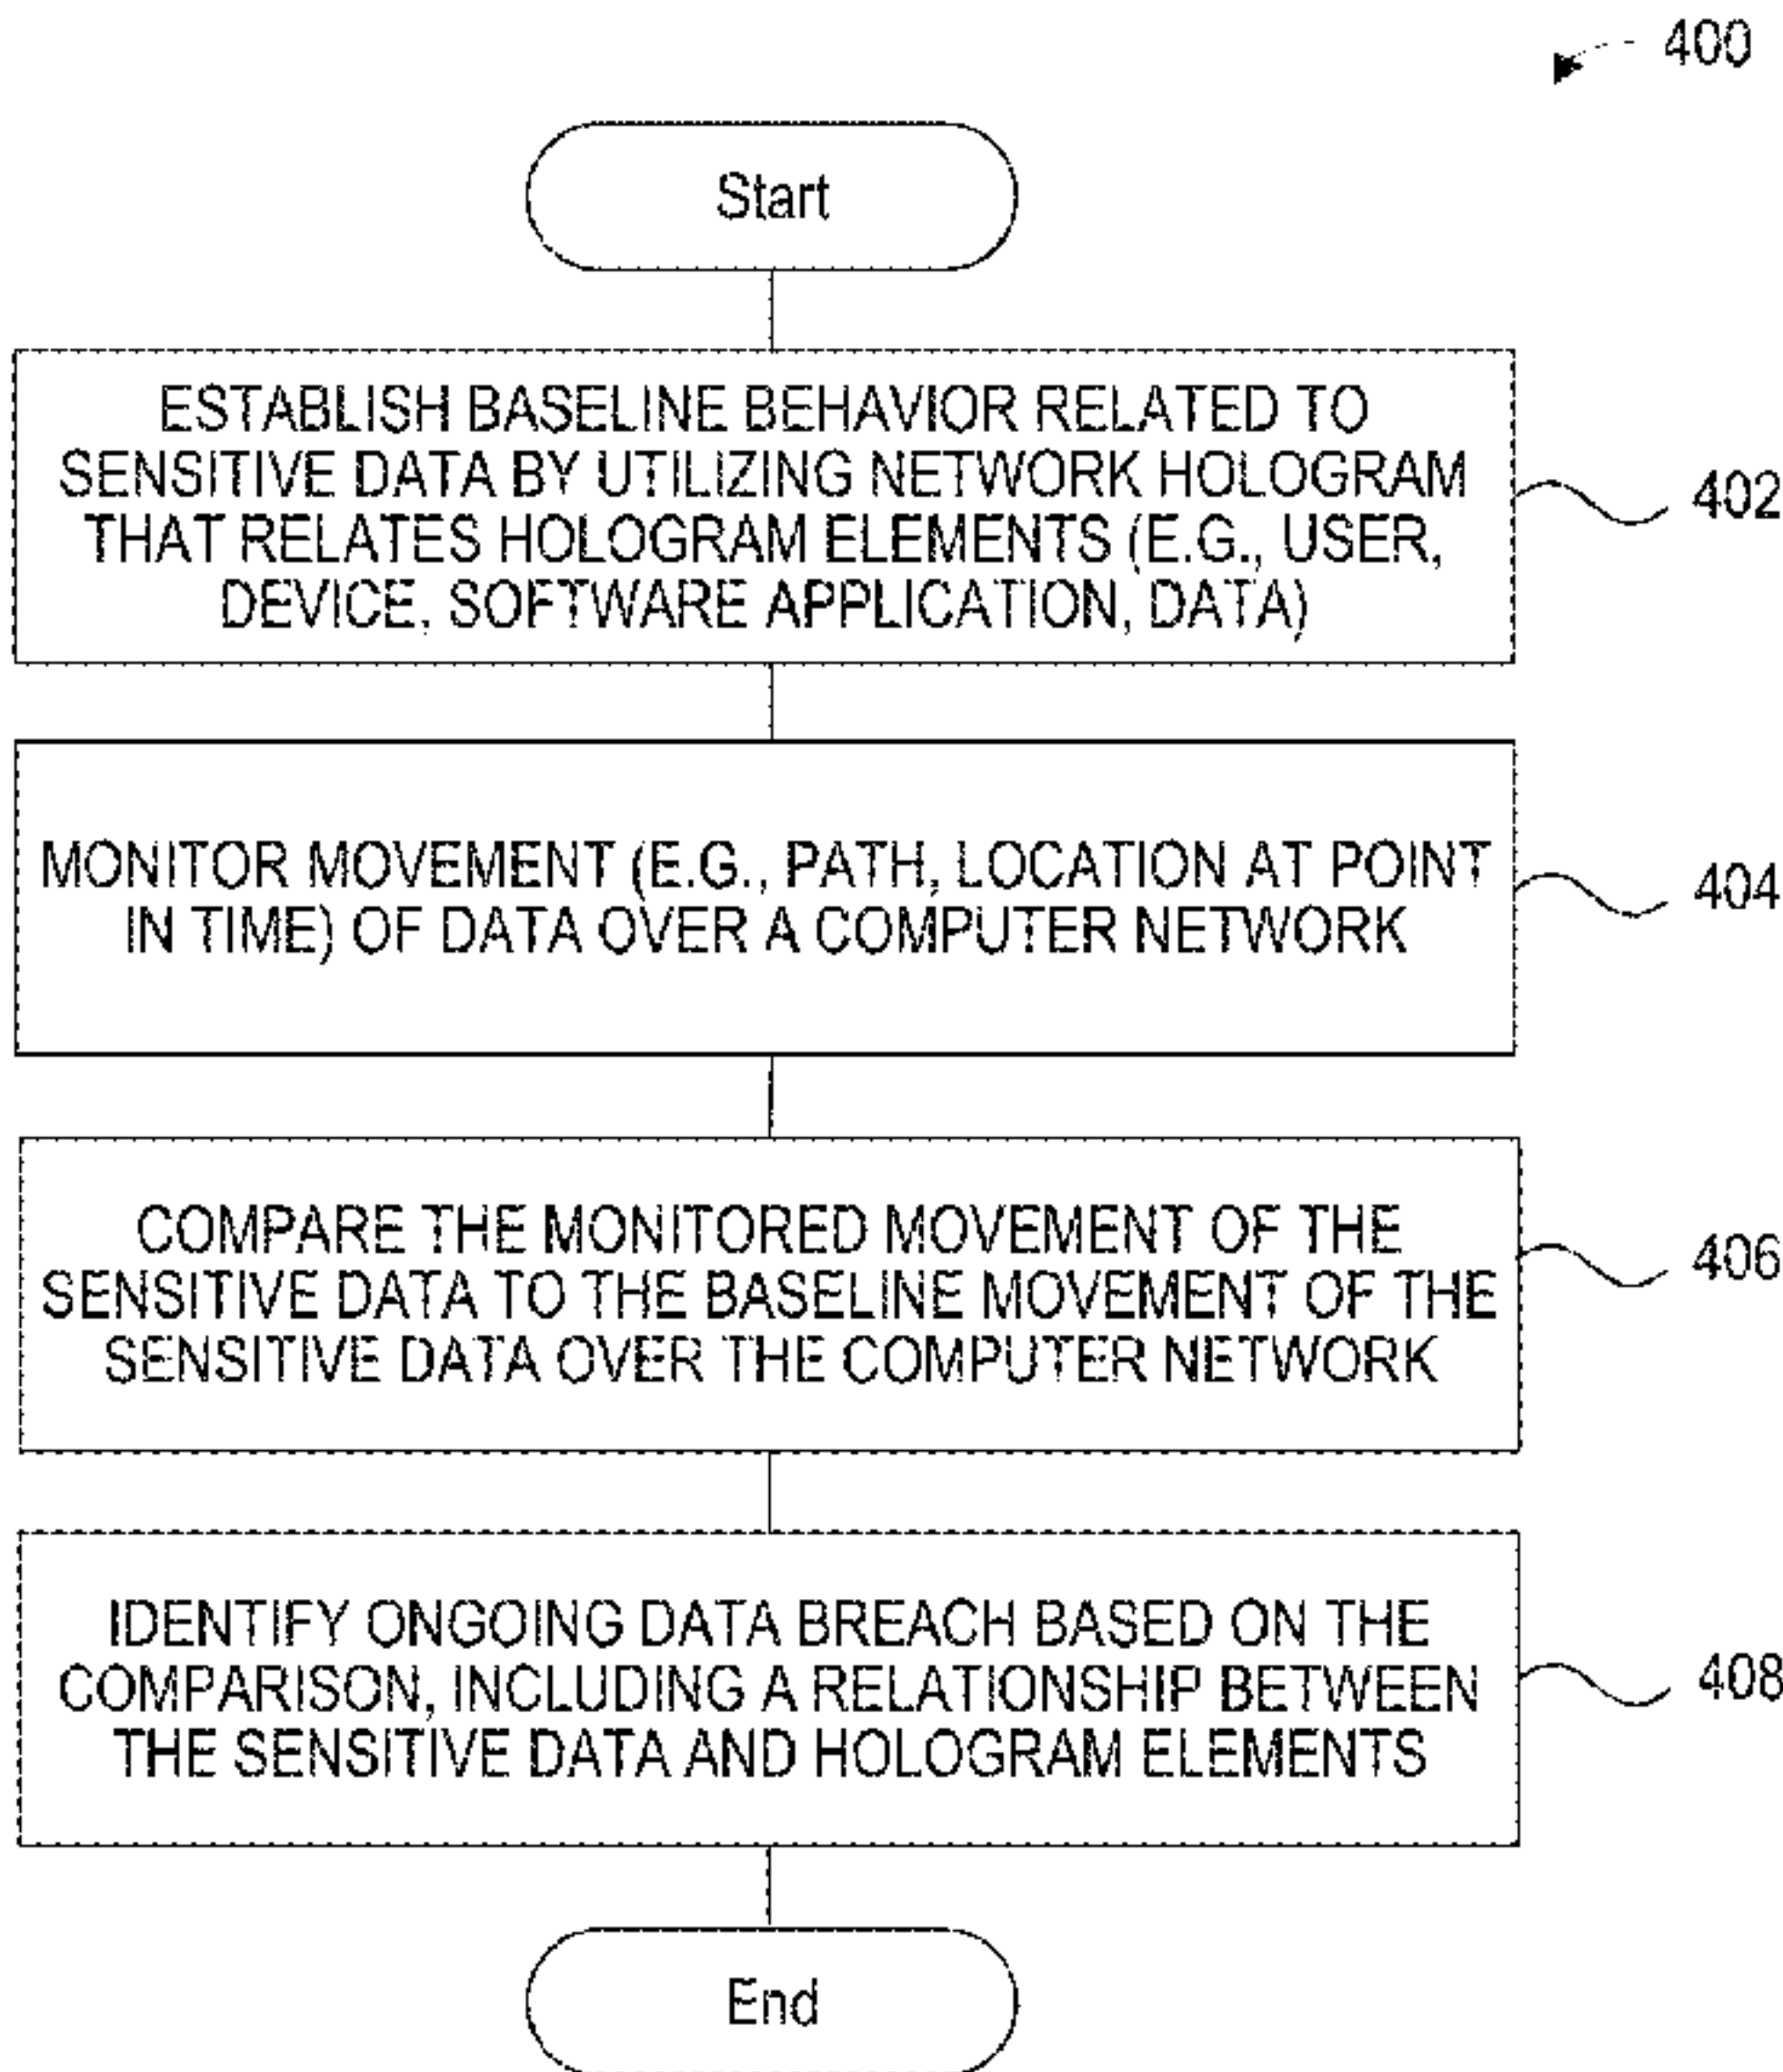 400
Start
ESTABLISH BASELINE BEHAVIOR RELATED TO
SENSITIVE DATA BY UTILIZING NETWORK HOLOGRAM
THAT RELATES HOLOGRAM ELEMENTS (E.G., USER,
DEVICE, SOFTWARE APPLICATION, DATA)
402
MONITOR MOVEMENT (E.G., PATH, LOCATION AT POINT
IN TIME) OF DATA OVER A COMPUTER NETWORK
404
COMPARE THE MONITORED MOVEMENT OF THE
SENSITIVE DATA TO THE BASELINE MOVEMENT OF THE
SENSITIVE DATA OVER THE COMPUTER NETWORK
406
IDENTIFY ONGOING DATA BREACH BASED ON THE
COMPARISON, INCLUDING A RELATIONSHIP BETWEEN
THE SENSITIVE DATA AND HOLOGRAM ELEMENTS
408
End